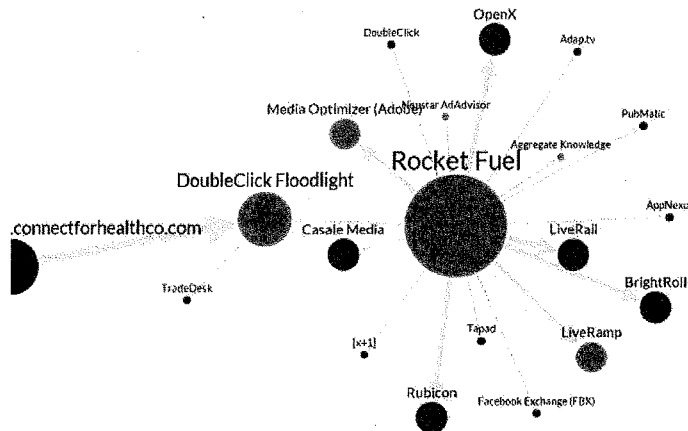 OpenX
DoubleClick
Adap.tv
Media Optimizer (Adobe)
Neustar AdAdvisor
PubMatic
Aggregate Knowledge
Rocket Fuel
DoubleClick Floodlight
AppNexu
.connectforhealthco.com
Casale Media
LiveRail
BrightRoll
TradeDesk
Tapad
[x+1]
LiveRamp
Rubicon
Facebook Exchange (FBX)